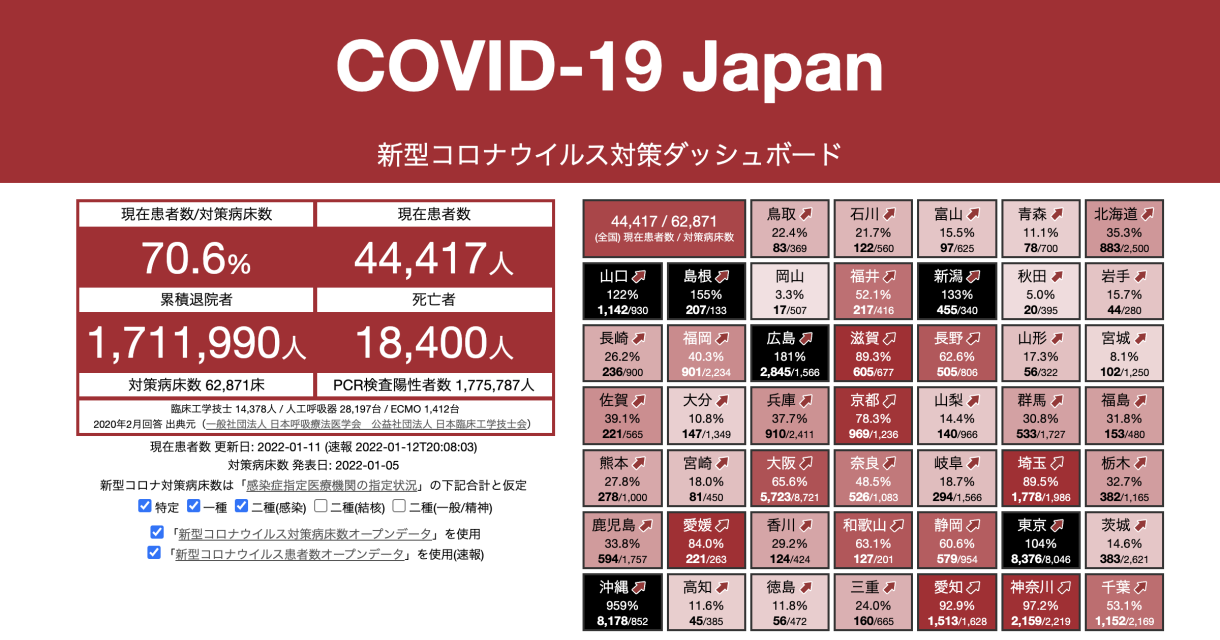 COVID-19 Japan
新型コロナウイルス対策ダッシュボード
現在患者数/対策病床数
現在患者数
70.6%
44,417人
累積退院者
死亡者
1,711,990人
18,400人
対策病床数 62,871床
PCR検査陽性者数 1,775,787人
臨床工学技士 14,378人 / 人工呼吸器 28,197台 / ECMO 1,412台
2020年2月回答 出典元（一般社団法人 日本呼吸療法医学会　公益社団法人 日本臨床工学技士会）
現在患者数 更新日: 2022-01-11 (速報 2022-01-12T20:08:03)
対策病床数 発表日: 2022-01-05
新型コロナ対策病床数は「感染症指定医療機関の指定状況」の下記合計と仮定
特定 一種 二種(感染) 二種(結核) 二種(一般/精神)
「新型コロナウイルス対策病床数オープンデータ」を使用
「新型コロナウイルス患者数オープンデータ」を使用(速報)
44,417 / 62,871
(全国) 現在患者数 / 対策病床数
鳥取
22.4%
83/369
石川
21.7%
122/560
富山
15.5%
97/625
青森
11.1%
78/700
北海道
35.3%
883/2,500
山口
122%
1,142/930
島根
155%
207/133
岡山
3.3%
17/507
福井
52.1%
217/416
新潟
133%
455/340
秋田
5.0%
20/395
岩手
15.7%
44/280
長崎
26.2%
236/900
福岡
40.3%
901/2,234
広島
181%
2,845/1,566
滋賀
89.3%
605/677
長野
62.6%
505/806
山形
17.3%
56/322
宮城
8.1%
102/1,250
佐賀
39.1%
221/565
大分
10.8%
147/1,349
兵庫
37.7%
910/2,411
京都
78.3%
969/1,236
山梨
14.4%
140/966
群馬
30.8%
533/1,727
福島
31.8%
153/480
熊本
27.8%
278/1,000
宮崎
18.0%
81/450
大阪
65.6%
5,723/8,721
奈良
48.5%
526/1,083
岐阜
18.7%
294/1,566
埼玉
89.5%
1,778/1,986
栃木
32.7%
382/1,165
鹿児島
33.8%
594/1,757
愛媛
84.0%
221/263
香川
29.2%
124/424
和歌山
63.1%
127/201
静岡
60.6%
579/954
東京
104%
8,376/8,046
茨城
14.6%
383/2,621
沖縄
959%
8,178/852
高知
11.6%
45/385
徳島
11.8%
56/472
三重
24.0%
160/665
愛知
92.9%
1,513/1,628
神奈川
97.2%
2,159/2,219
千葉
53.1%
1,152/2,169